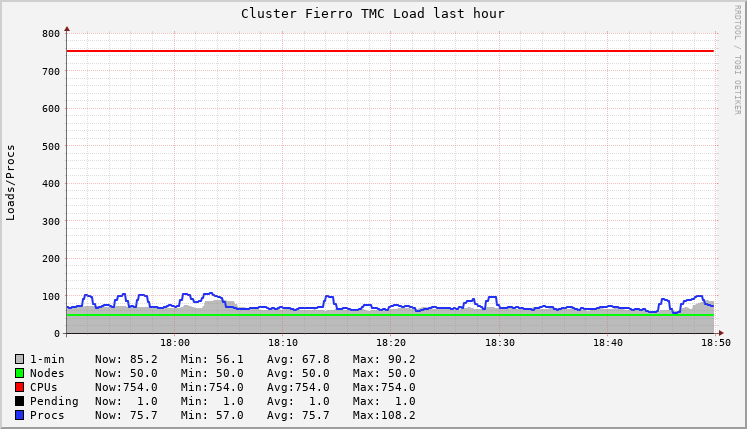 Cluster Fierro TMC Load last hour
RRDTOOL / TOBI OETIKER
Loads/Procs
800
700
600
500
400
300
200
100
0
18:00 18:10 18:20 18:30 18:40 18:50
1-min Now: 85.2 Min: 56.1 Avg: 67.8 Max: 90.2
Nodes Now: 50.0 Min: 50.0 Avg: 50.0 Max: 50.0
CPUs Now:754.0 Min:754.0 Avg:754.0 Max:754.0
Pending Now: 1.0 Min: 1.0 Avg: 1.0 Max: 1.0
Procs Now: 75.7 Min: 57.0 Avg: 75.7 Max:108.2